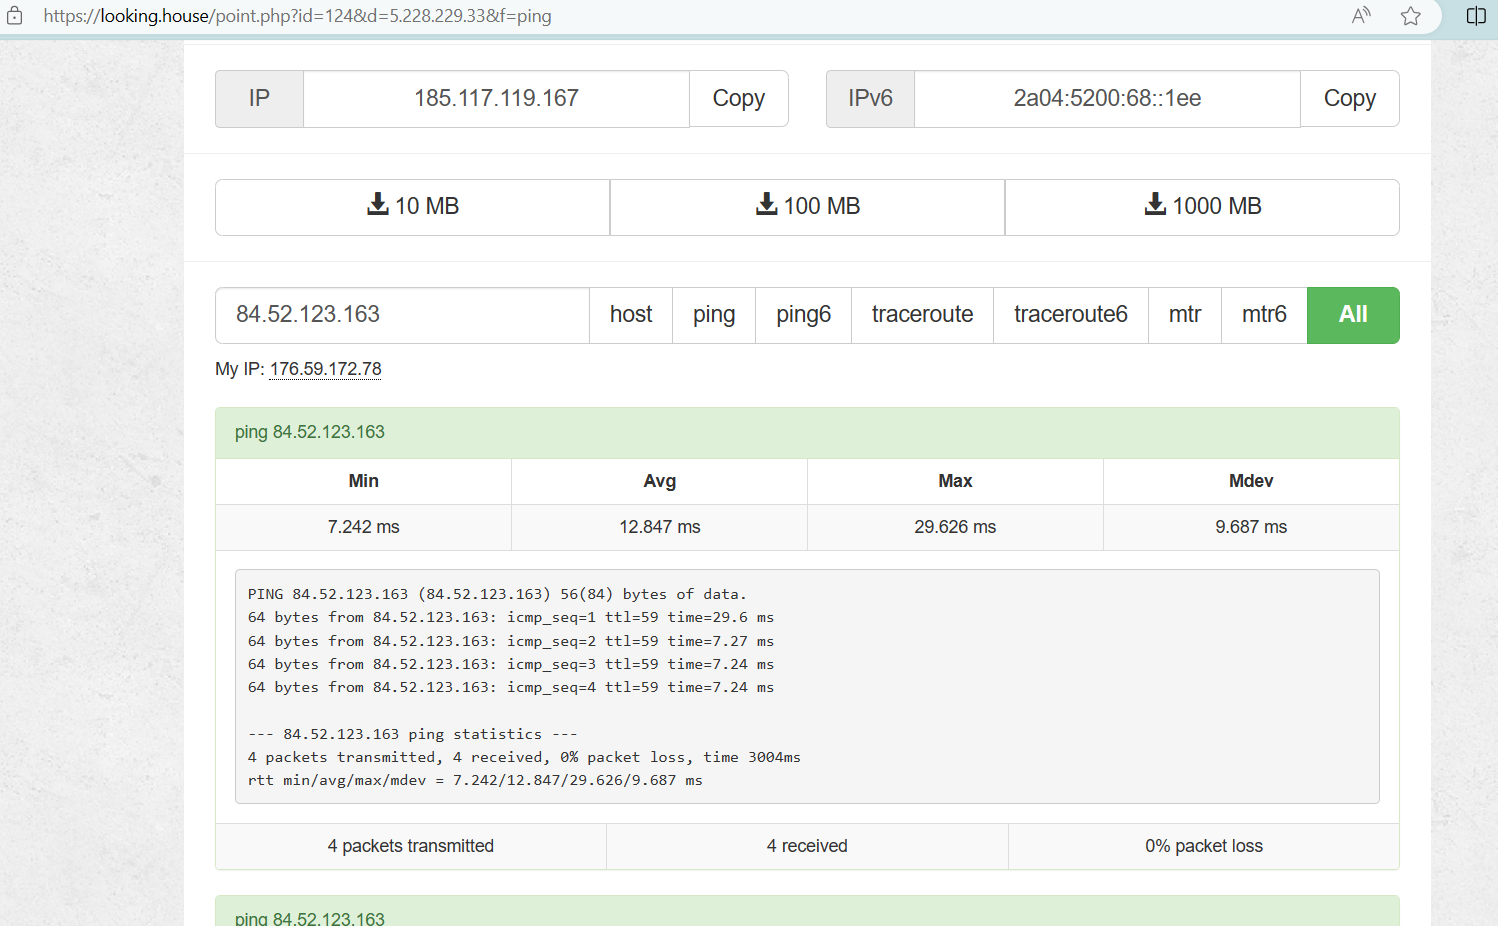 https://looking.house/point.php?id=124&d=5.228.229.33&f=ping
IP 185.117.119.167 Copy IPv6 2a04:5200:68::1ee Copy
10 MB 100 MB 1000 MB
84.52.123.163 host ping ping6 traceroute traceroute6 mtr mtr6 All
My IP: 176.59.172.78
ping 84.52.123.163
Min Avg Max Mdev
7.242 ms 12.847 ms 29.626 ms 9.687 ms
PING 84.52.123.163 (84.52.123.163) 56(84) bytes of data.
64 bytes from 84.52.123.163: icmp_seq=1 ttl=59 time=29.6 ms
64 bytes from 84.52.123.163: icmp_seq=2 ttl=59 time=7.27 ms
64 bytes from 84.52.123.163: icmp_seq=3 ttl=59 time=7.24 ms
64 bytes from 84.52.123.163: icmp_seq=4 ttl=59 time=7.24 ms
--- 84.52.123.163 ping statistics ---
4 packets transmitted, 4 received, 0% packet loss, time 3004ms
rtt min/avg/max/mdev = 7.242/12.847/29.626/9.687 ms
4 packets transmitted 4 received 0% packet loss
ping 84.52.123.163